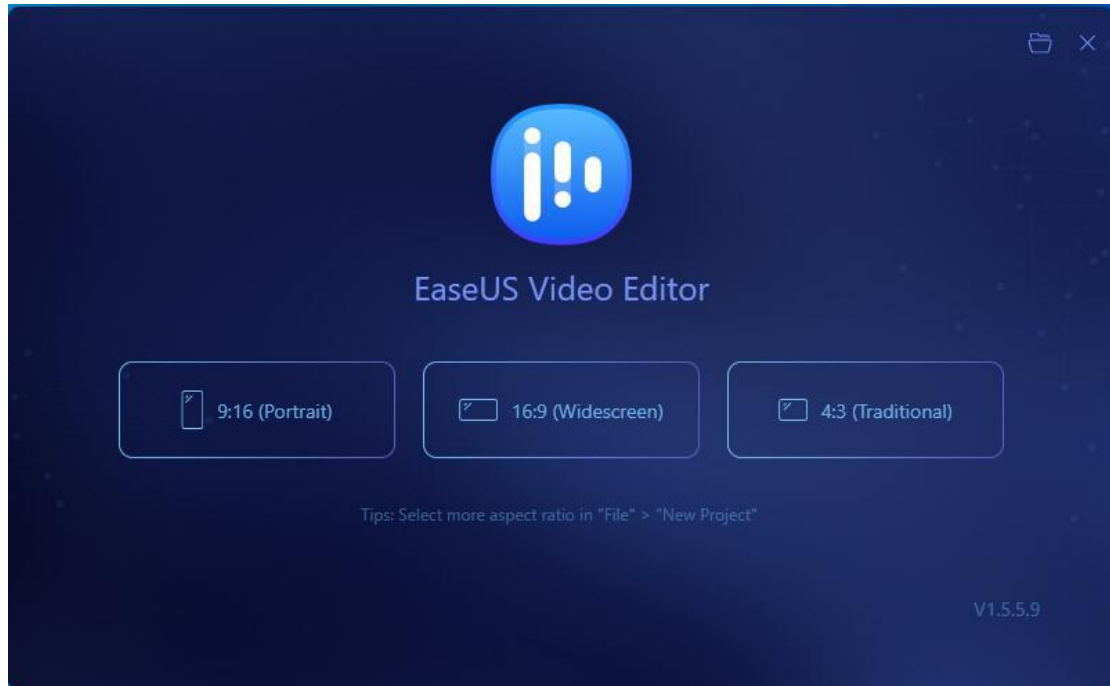 EaseUS Video Editor
9:16 (Portrait)
16:9 (Widescreen)
4:3 (Traditional)
Tips: Select more aspect ratio in "File" > "New Project"
V1.5.5.9